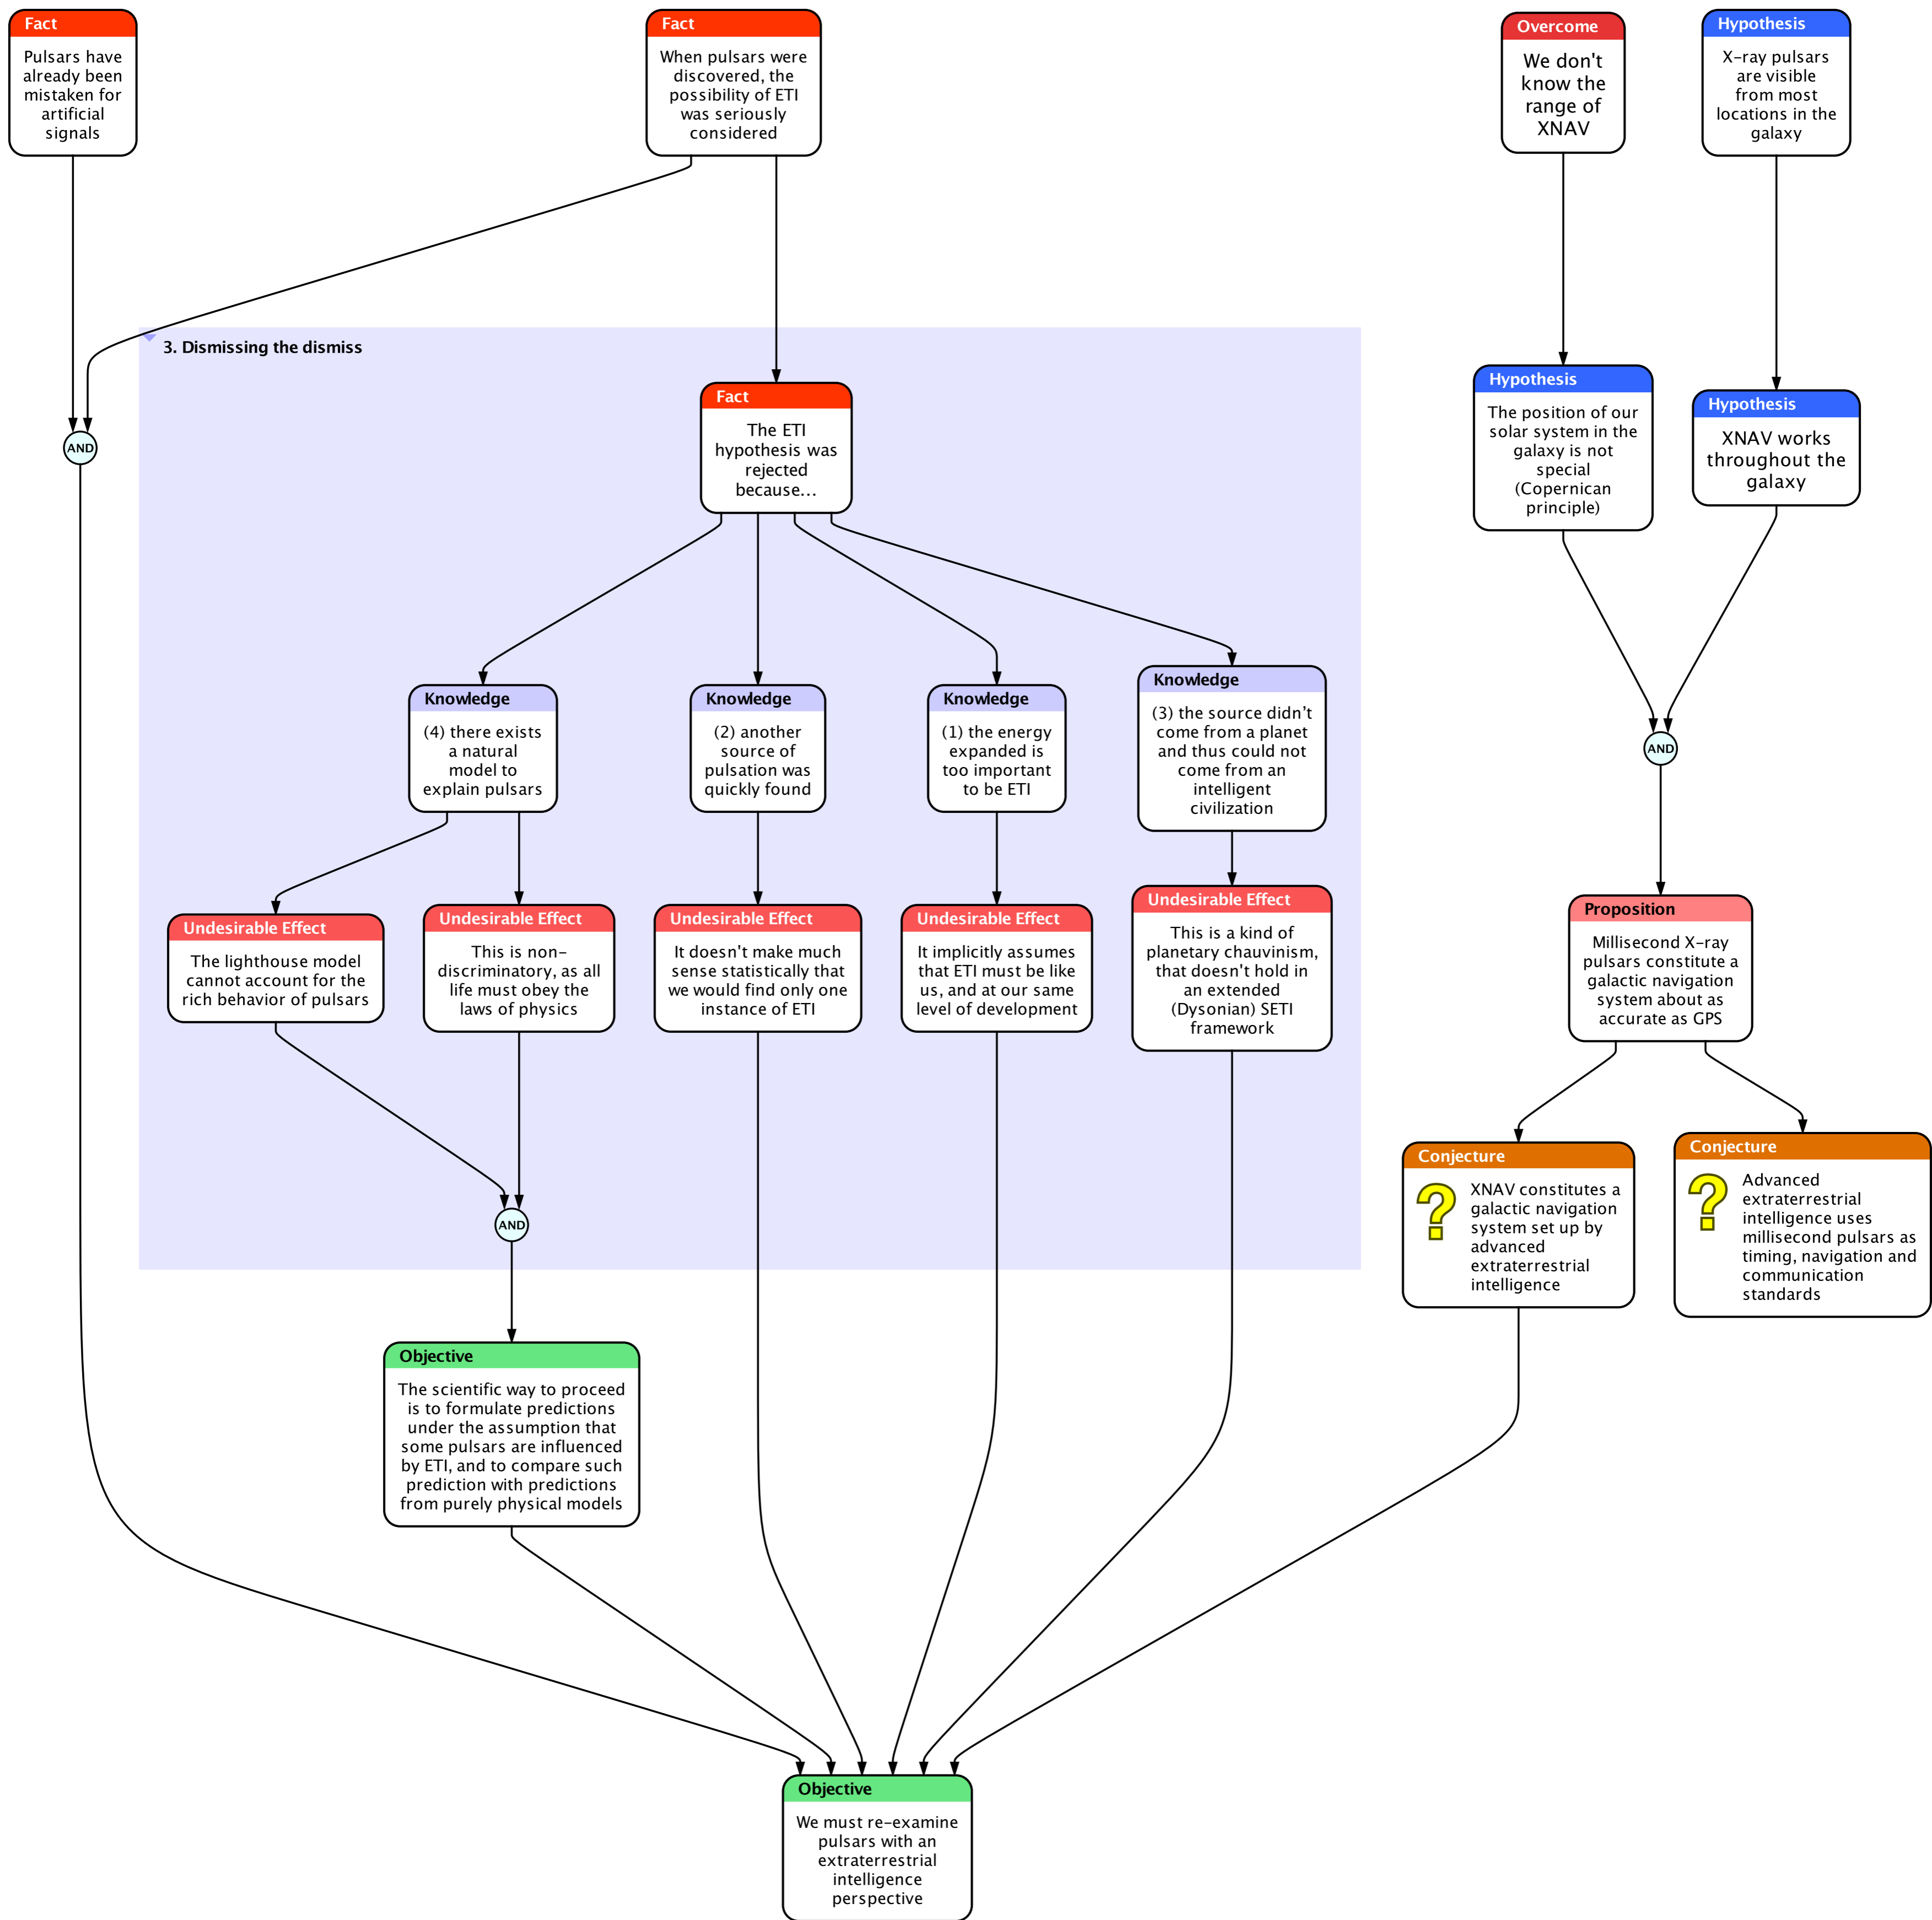 Fact
Pulsars have
already been
mistaken for
artificial
signals
Fact
When pulsars were
discovered, the
possibility of ETI
was seriously
considered
Overcome
We don't
know the
range of
XNAV
Hypothesis
X-ray pulsars
are visible
from most
locations in the
galaxy
3. Dismissing the dismiss
Fact
The ETI
hypothesis was
rejected
because...
Hypothesis
The position of our
solar system in the
galaxy is not
special
(Copernican
principle)
Hypothesis
XNAV works
throughout the
galaxy
AND
Knowledge
(4) there exists
a natural
model to
explain pulsars
Knowledge
(2) another
source of
pulsation was
quickly found
Knowledge
(1) the energy
expanded is
too important
to be ETI
Knowledge
(3) the source didn’t
come from a planet
and thus could not
come from an
intelligent
civilization
AND
Undesirable Effect
The lighthouse model
cannot account for the
rich behavior of pulsars
Undesirable Effect
This is non-
discriminatory, as all
life must obey the
laws of physics
Undesirable Effect
It doesn't make much
sense statistically that
we would find only one
instance of ETI
Undesirable Effect
It implicitly assumes
that ETI must be like
us, and at our same
level of development
Undesirable Effect
This is a kind of
planetary chauvinism,
that doesn't hold in
an extended
(Dysonian) SETI
framework
Proposition
Millisecond X-ray
pulsars constitute a
galactic navigation
system about as
accurate as GPS
AND
Conjecture
?
XNAV constitutes a
galactic navigation
system set up by
advanced
extraterrestrial
intelligence
Conjecture
?
Advanced
extraterrestrial
intelligence uses
millisecond pulsars as
timing, navigation and
communication
standards
Objective
The scientific way to proceed
is to formulate predictions
under the assumption that
some pulsars are influenced
by ETI, and to compare such
prediction with predictions
from purely physical models
Objective
We must re-examine
pulsars with an
extraterrestrial
intelligence
perspective